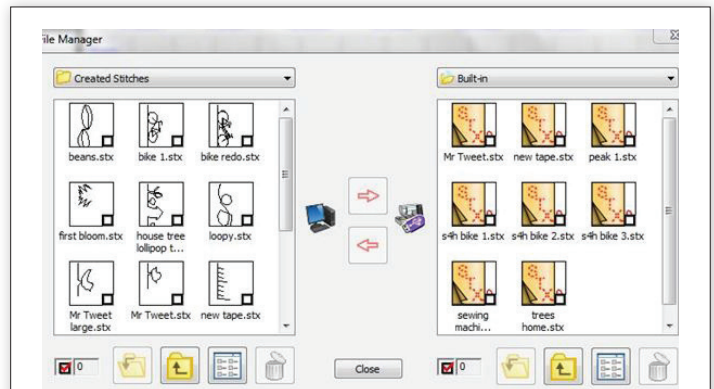 ile Manager
Created Stitches
Built-in
beans.stx
bike 1.stx
bike redo.stx
first bloom.stx
house tree
lollipop t...
loopy.stx
Mr Tweet
large.stx
Mr Tweet.stx
new tape.stx
Mr Tweet.stx
new tape.stx
peak 1.stx
s4h bike 1.stx
s4h bike 2.stx
s4h bike 3.stx
sewing
machi...
trees
home.stx
0
Close
0